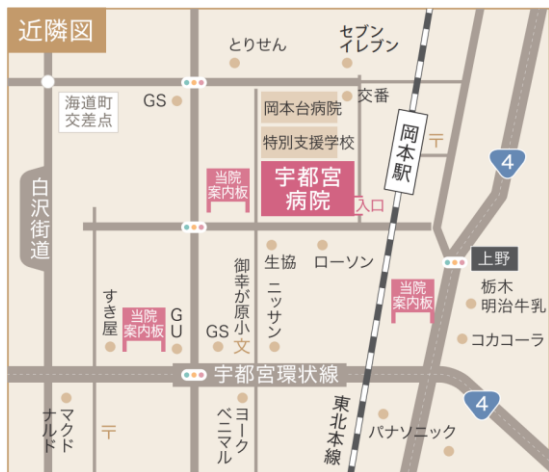 近隣図
とりせん
セブン
イレブン
海道町
交差点
GS
岡本台病院
交番
特別支援学校
岡本駅
〒
4
白沢街道
当院
案内板
宇都宮
病院
入口
生協
ローソン
上野
御幸が原小
文
ニッサン
当院
案内板
栃木
明治牛乳
すき屋
当院
案内板
GU
GS
コカコーラ
宇都宮環状線
4
マクド
ナルド
〒
ヨーク
ベニマル
東北本線
パナソニック